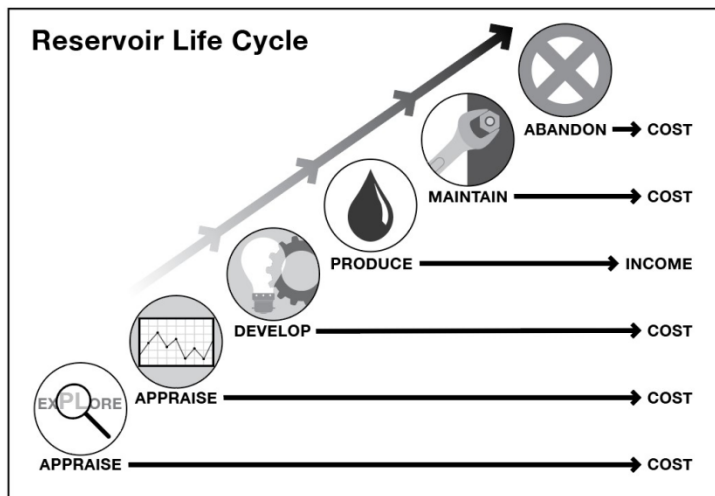 Reservoir Life Cycle
ABANDON COST
MAINTAIN COST
PRODUCE INCOME
DEVELOP COST
APPRAISE COST
EXPLORE
APPRAISE COST